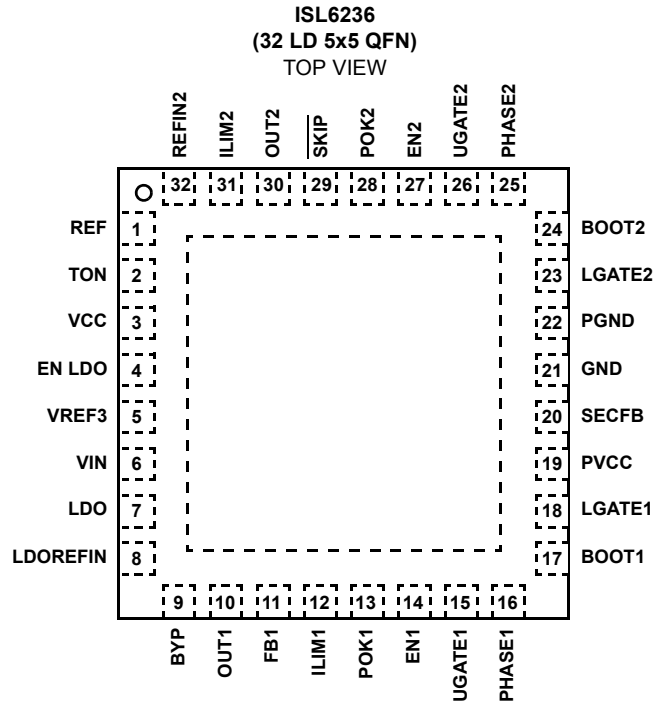 ISL6236
(32 LD 5x5 QFN)
TOP VIEW
REFIN2
ILIM2
OUT2
SKIP
POK2
EN2
UGATE2
PHASE2
32 31 30 29 28 27 26 25
REF 1
TON 2
VCC 3
EN LDO 4
VREF3 5
VIN 6
LDO 7
LDOREFIN 8
24 BOOT2
23 LGATE2
22 PGND
21 GND
20 SECFB
19 PVCC
18 LGATE1
17 BOOT1
9 10 11 12 13 14 15 16
BYP
OUT1
FB1
ILIM1
POK1
EN1
UGATE1
PHASE1